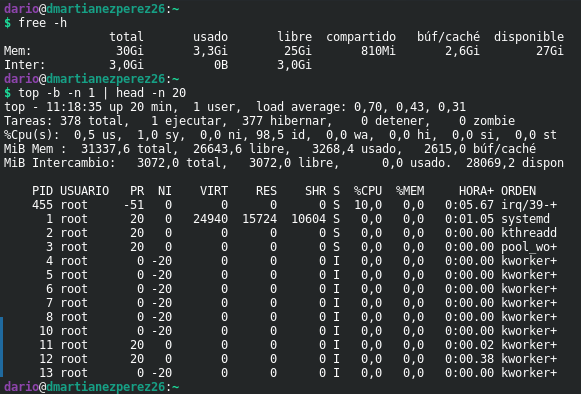 dario@dmartianezperez26:~
$ free -h
               total       usado       libre  compartido   búf/caché  disponible
Mem:            30Gi       3,3Gi        25Gi       810Mi       2,6Gi        27Gi
Inter:         3,0Gi          0B       3,0Gi
dario@dmartianezperez26:~
$ top -b -n 1 | head -n 20
top - 11:18:35 up 20 min,  1 user,  load average: 0,70, 0,43, 0,31
Tareas: 378 total,   1 ejecutar,  377 hibernar,    0 detener,    0 zombie
%Cpu(s):  0,5 us,  1,0 sy,  0,0 ni, 98,5 id,  0,0 wa,  0,0 hi,  0,0 si,  0,0 st
MiB Mem :  31337,6 total,  26643,6 libre,   3268,4 usado,   2615,0 búf/caché
MiB Intercambio:   3072,0 total,   3072,0 libre,      0,0 usado.  28069,2 dispon

    PID USUARIO   PR  NI    VIRT    RES    SHR S  %CPU  %MEM     HORA+ ORDEN
    455 root     -51   0       0      0      0 S  10,0   0,0   0:05.67 irq/39-+
      1 root      20   0   24940  15724  10604 S   0,0   0,0   0:01.05 systemd
      2 root      20   0       0      0      0 S   0,0   0,0   0:00.00 kthreadd
      3 root      20   0       0      0      0 S   0,0   0,0   0:00.00 pool_wo+
      4 root       0 -20       0      0      0 I   0,0   0,0   0:00.00 kworker+
      5 root       0 -20       0      0      0 I   0,0   0,0   0:00.00 kworker+
      6 root       0 -20       0      0      0 I   0,0   0,0   0:00.00 kworker+
      7 root       0 -20       0      0      0 I   0,0   0,0   0:00.00 kworker+
      8 root       0 -20       0      0      0 I   0,0   0,0   0:00.00 kworker+
     10 root       0 -20       0      0      0 I   0,0   0,0   0:00.00 kworker+
     11 root      20   0       0      0      0 I   0,0   0,0   0:00.02 kworker+
     12 root      20   0       0      0      0 I   0,0   0,0   0:00.38 kworker+
     13 root       0 -20       0      0      0 I   0,0   0,0   0:00.00 kworker+
dario@dmartianezperez26:~